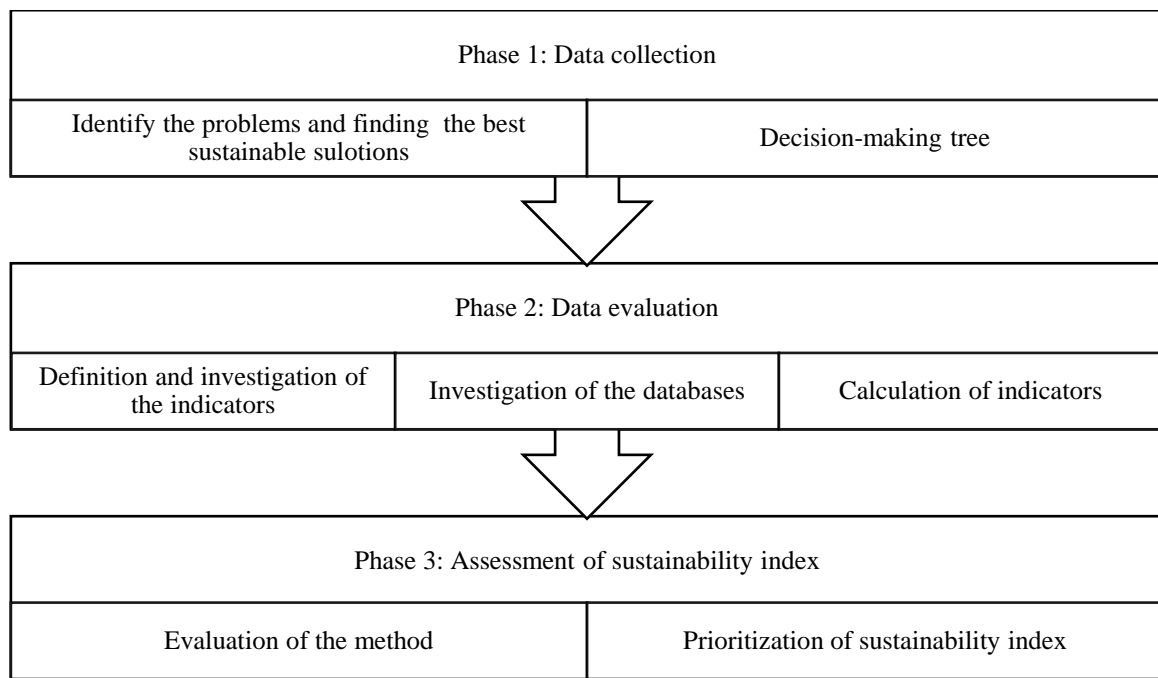 Phase 1: Data collection
Identify the problems and finding the best
sustainable sulotions
Decision-making tree
Phase 2: Data evaluation
Definition and investigation of
the indicators
Investigation of the databases
Calculation of indicators
Phase 3: Assessment of sustainability index
Evaluation of the method
Prioritization of sustainability index